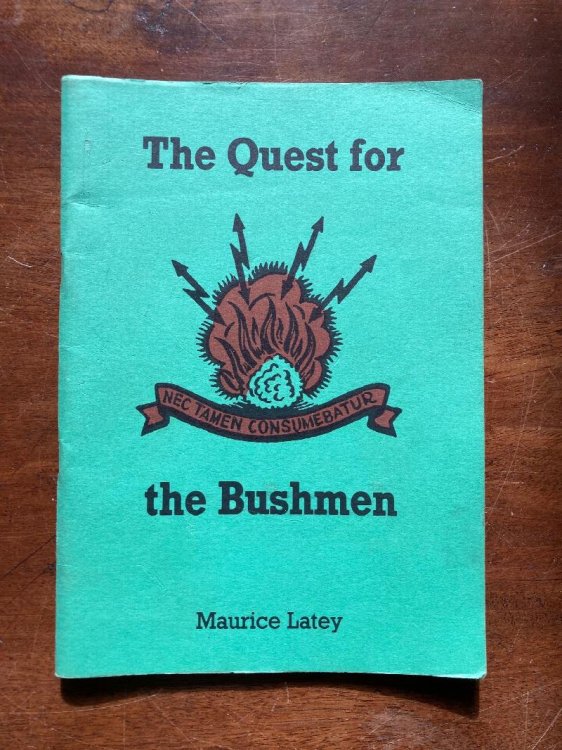 The Quest for
NEC TAMEN CONSUMEBATUR
the Bushmen
Maurice Latey